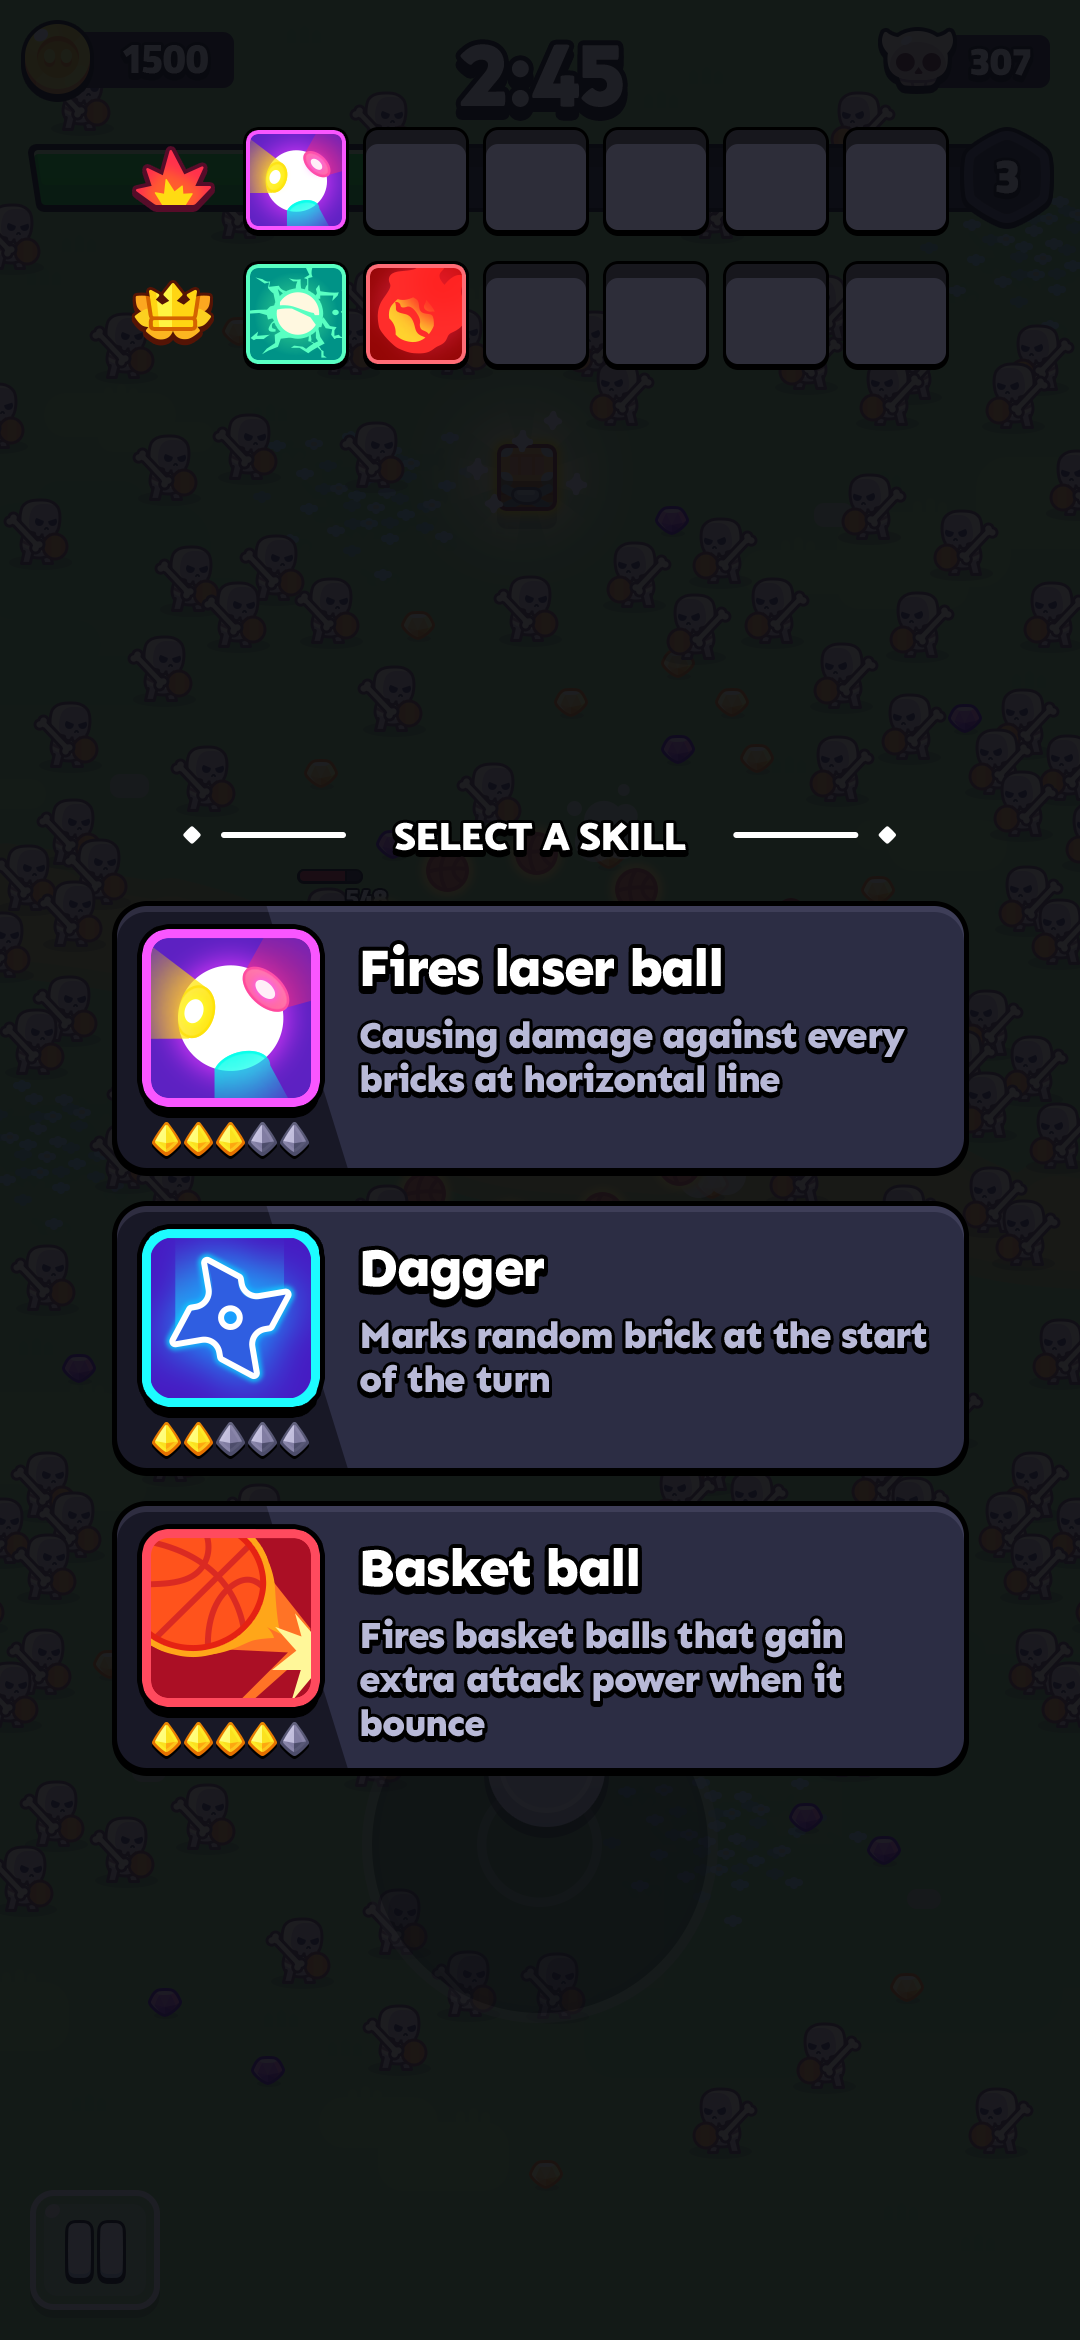 1500
2:45
307
3
SELECT A SKILL
Fires laser ball
Causing damage against every
bricks at horizontal line
Dagger
Marks random brick at the start
of the turn
Basket ball
Fires basket balls that gain
extra attack power when it
bounce